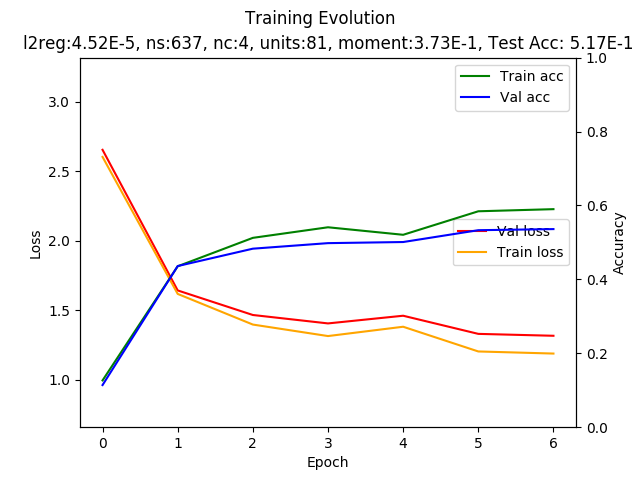 Training Evolution
l2reg:4.52E-5, ns:637, nc:4, units:81, moment:3.73E-1, Test Acc: 5.17E-1
Train acc
Val acc
Val loss
Train loss
3.0
2.5
2.0
1.5
1.0
Loss
1.0
0.8
0.6
0.4
0.2
0.0
Accuracy
0 1 2 3 4 5 6
Epoch